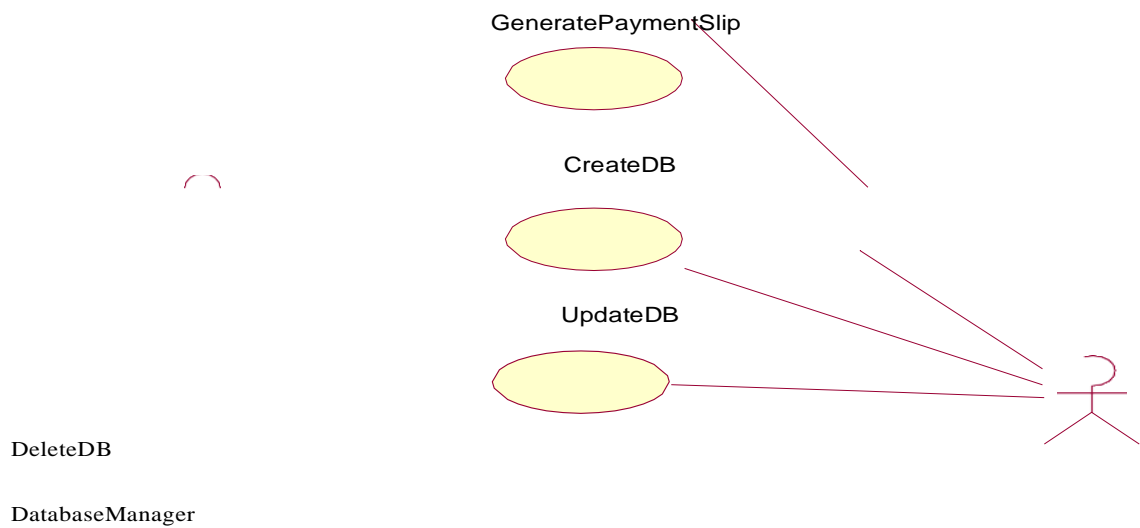 GeneratePaymentSlip
CreateDB
UpdateDB
DeleteDB
DatabaseManager